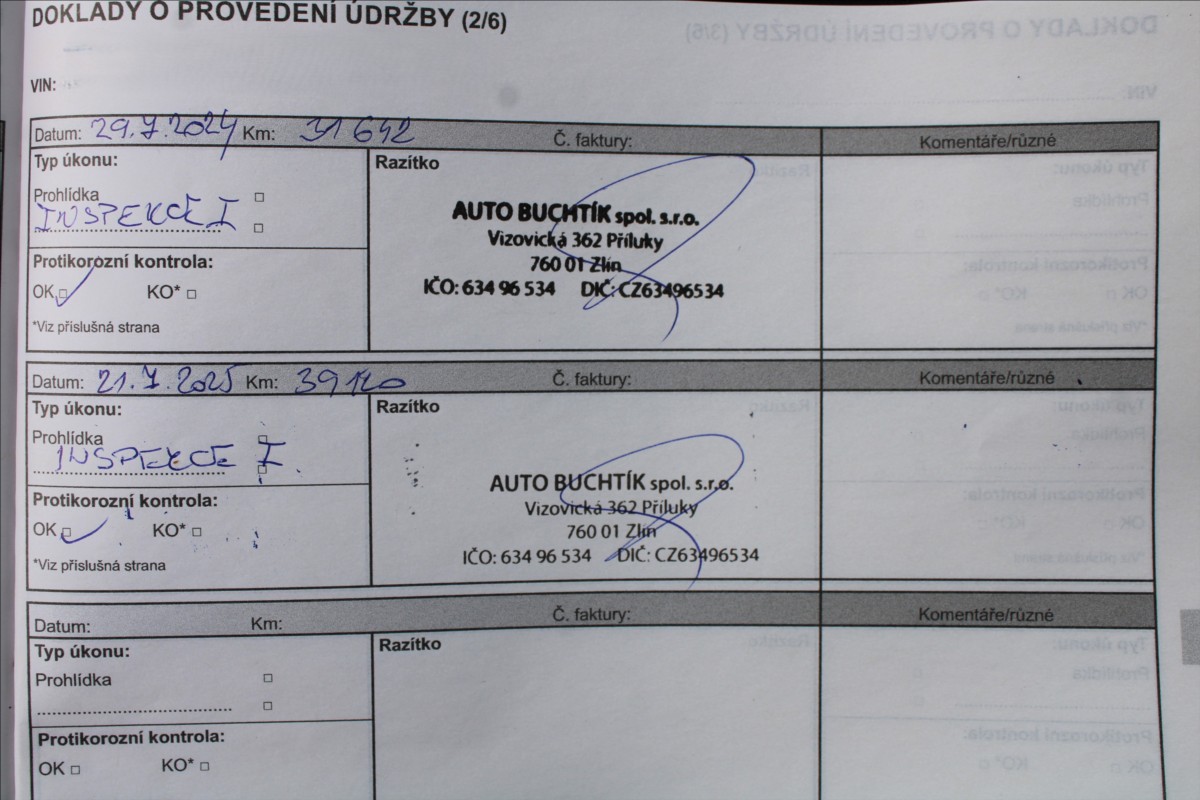 DOKLADY O PROVEDENÍ ÚDRŽBY (2/6)
VIN:
Datum: 29.7.2024 Km: 31 642 Č. faktury: Komentáře/různé
Typ úkonu: Razítko
Prohlídka
INSPEKCE I
AUTO BUCHTÍK spol. s.r.o.
Vizovická 362 Příluky
760 01 Zlín
IČO: 634 96 534 DIČ: CZ63496534
Protikorozní kontrola:
OK KO*
*Viz příslušná strana
Datum: 21.7.2025 Km: 39120 Č. faktury: Komentáře/různé
Typ úkonu: Razítko
Prohlídka
INSPEKCE I
AUTO BUCHTÍK spol. s.r.o.
Vizovická 362 Příluky
760 01 Zlín
IČO: 634 96 534 DIČ: CZ63496534
Protikorozní kontrola:
OK KO*
*Viz příslušná strana
Datum: Km: Č. faktury: Komentáře/různé
Typ úkonu: Razítko
Prohlídka
Protikorozní kontrola:
OK KO*